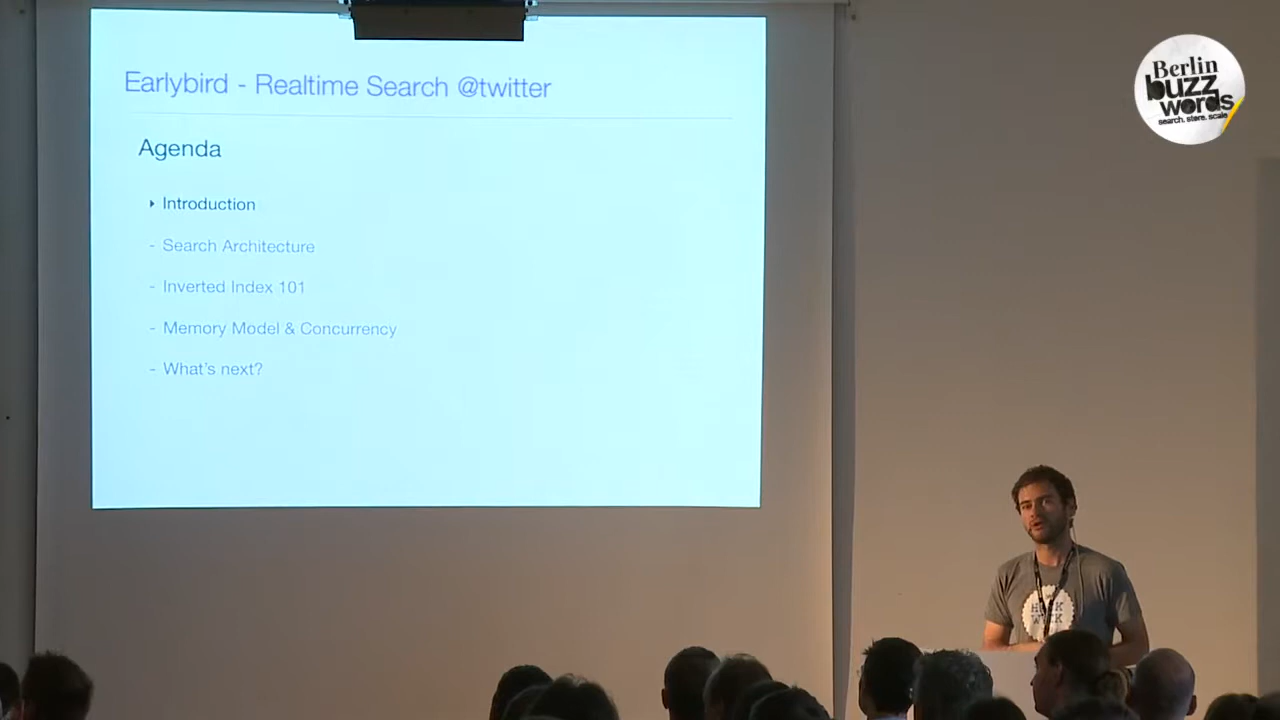 Earlybird - Realtime Search @twitter
Agenda
Introduction
- Search Architecture
- Inverted Index 101
- Memory Model & Concurrency
- What's next?
Berlin
buzz
words
search. store. scale